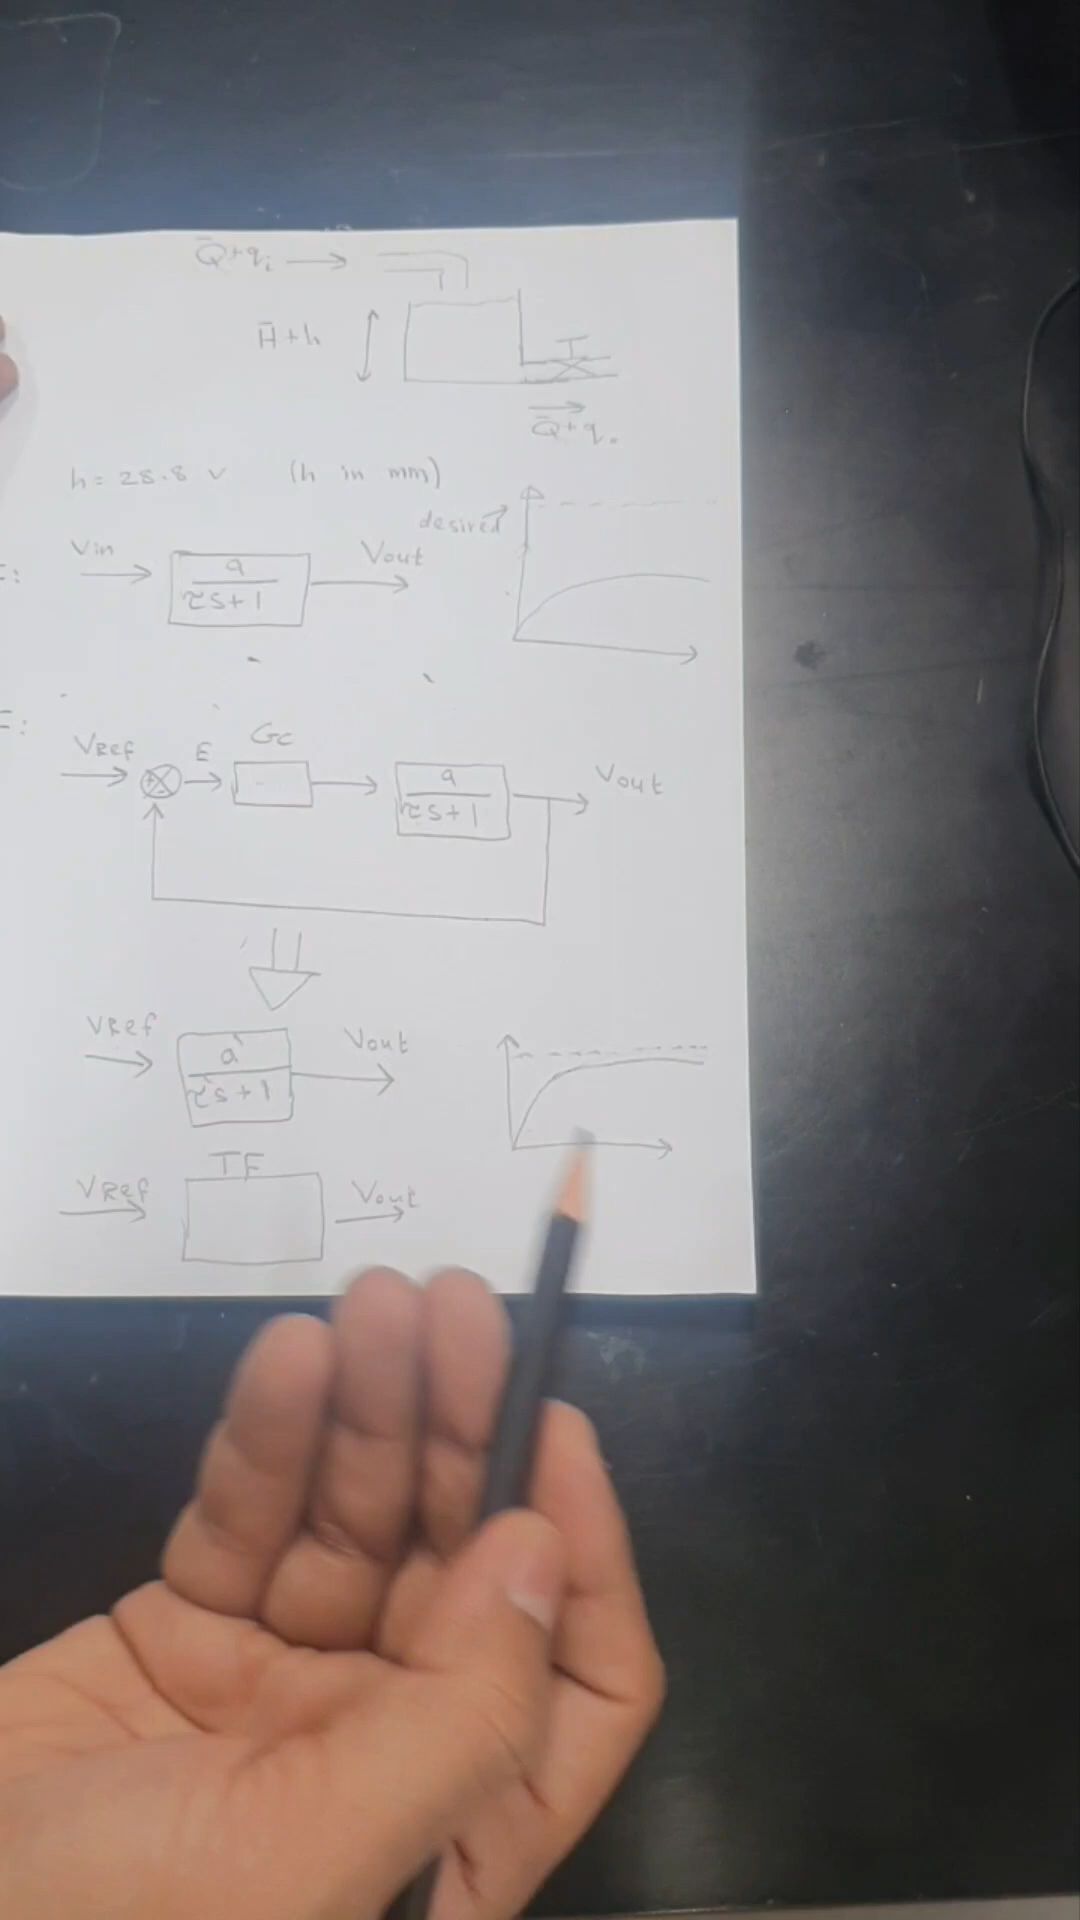 Q̄+qᵢ
H̄+h
Q̄+q₀
h=28.8 v (h in mm)
desired
Vin
a
τs+1
Vout
VRef
E
Gc
a
τs+1
Vout
VRef
a`
τ`s+1
Vout
TF
VRef
Vout